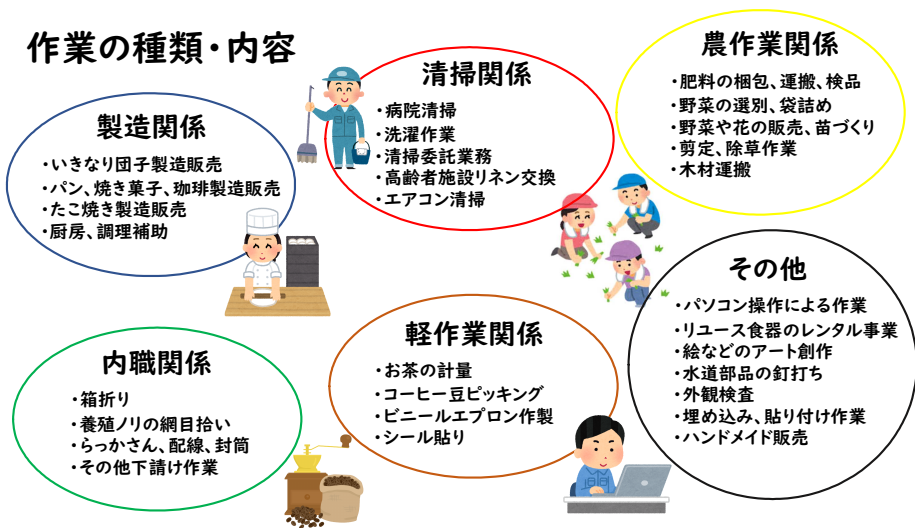 作業の種類・内容
製造関係
・いきなり団子製造販売
・パン、焼き菓子、珈琲製造販売
・たこ焼き製造販売
・厨房、調理補助
清掃関係
・病院清掃
・洗濯作業
・清掃委託業務
・高齢者施設リネン交換
・エアコン清掃
農作業関係
・肥料の梱包、運搬、検品
・野菜の選別、袋詰め
・野菜や花の販売、苗づくり
・剪定、除草作業
・木材運搬
内職関係
・箱折り
・養殖ノリの網目拾い
・らっかさん、配線、封筒
・その他下請け作業
軽作業関係
・お茶の計量
・コーヒー豆ピッキング
・ビニールエプロン作製
・シール貼り
その他
・パソコン操作による作業
・リユース食器のレンタル事業
・絵などのアート創作
・水道部品の釘打ち
・外観検査
・埋め込み、貼り付け作業
・ハンドメイド販売